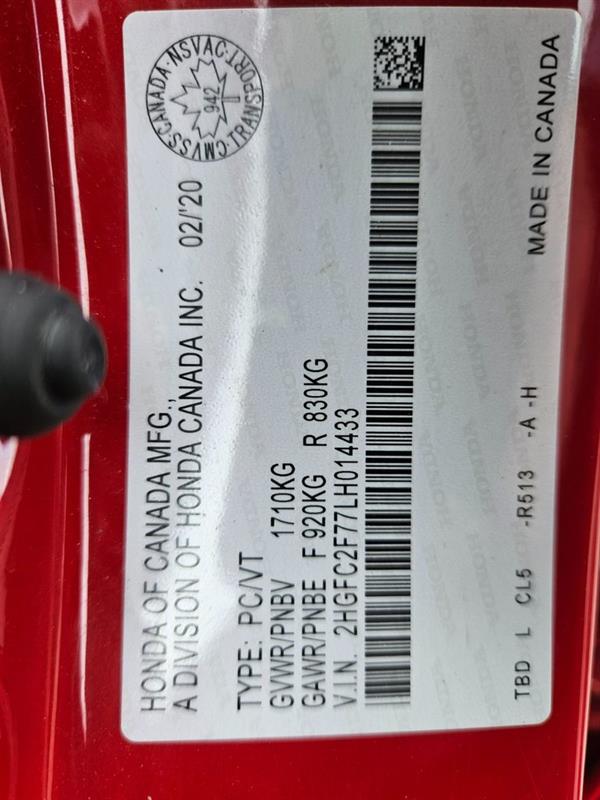 HONDA OF CANADA MFG.,
A DIVISION OF HONDA CANADA INC. 02/'20
CMVSS CANADA · NSVAC · TRANSPORT
942
TYPE: PC/VT
GVWR/PNBV 1710KG
GAWR/PNBE F 920KG R 830KG
V.I.N. 2HGFC2F77LH014433
TBD L CL5 -R513 -A -H MADE IN CANADA